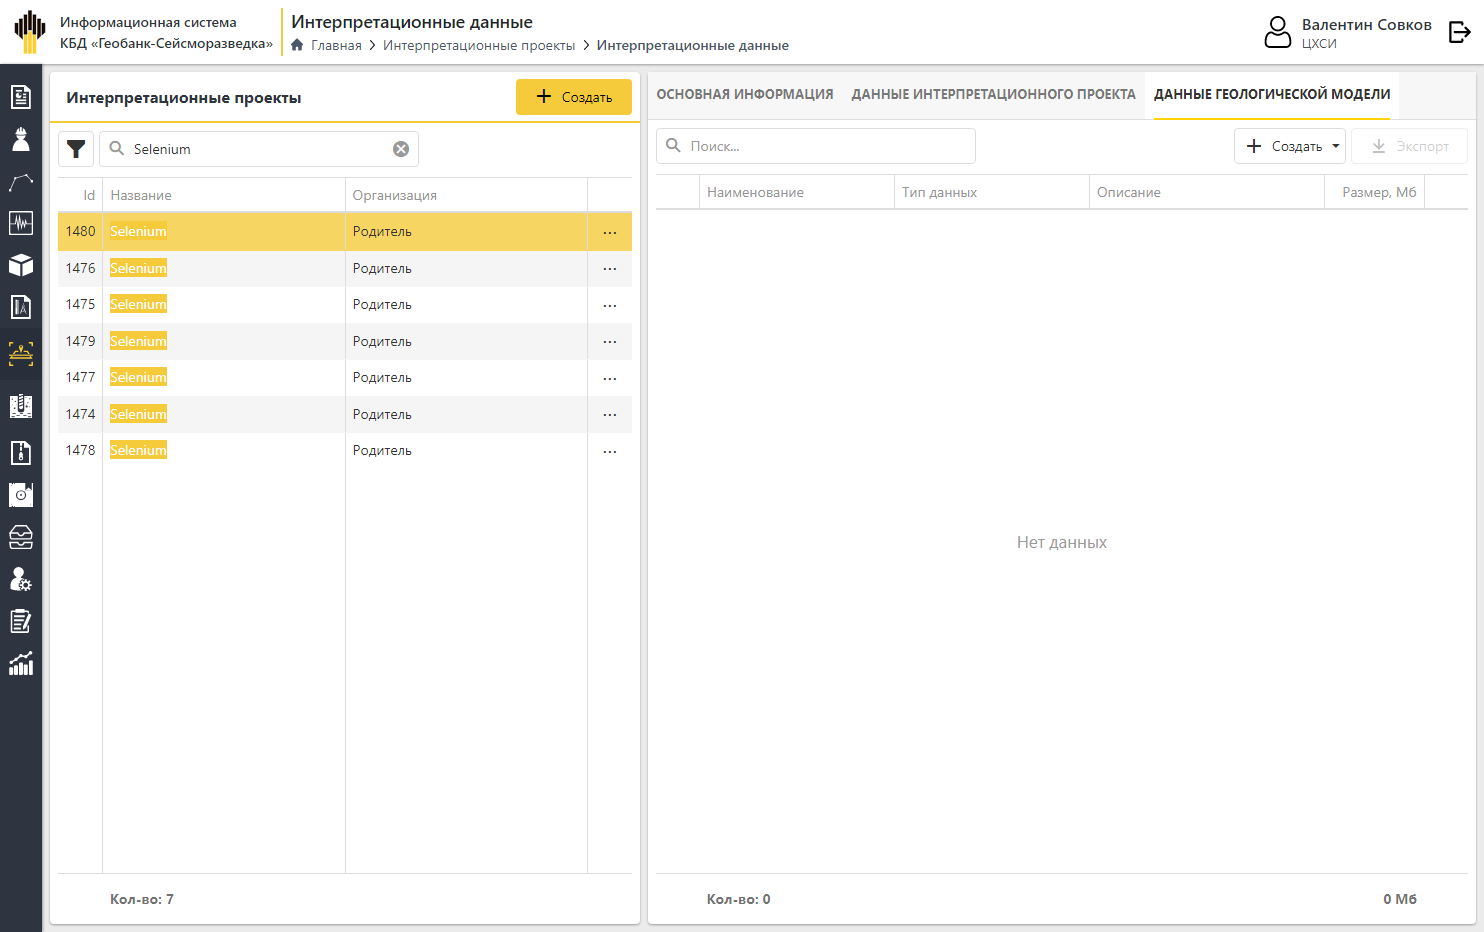 Информационная система
КБД «Геобанк-Сейсморазведка»
Интерпретационные данные
Главная > Интерпретационные проекты > Интерпретационные данные
Валентин Совков
ЦХСИ
Интерпретационные проекты
Создать
Selenium
Id Название Организация
1480 Selenium Родитель ...
1476 Selenium Родитель ...
1475 Selenium Родитель ...
1479 Selenium Родитель ...
1477 Selenium Родитель ...
1474 Selenium Родитель ...
1478 Selenium Родитель ...
Кол-во: 7
ОСНОВНАЯ ИНФОРМАЦИЯ ДАННЫЕ ИНТЕРПРЕТАЦИОННОГО ПРОЕКТА ДАННЫЕ ГЕОЛОГИЧЕСКОЙ МОДЕЛИ
Поиск... Создать Экспорт
Наименование Тип данных Описание Размер, Мб
Нет данных
Кол-во: 0 0 Мб